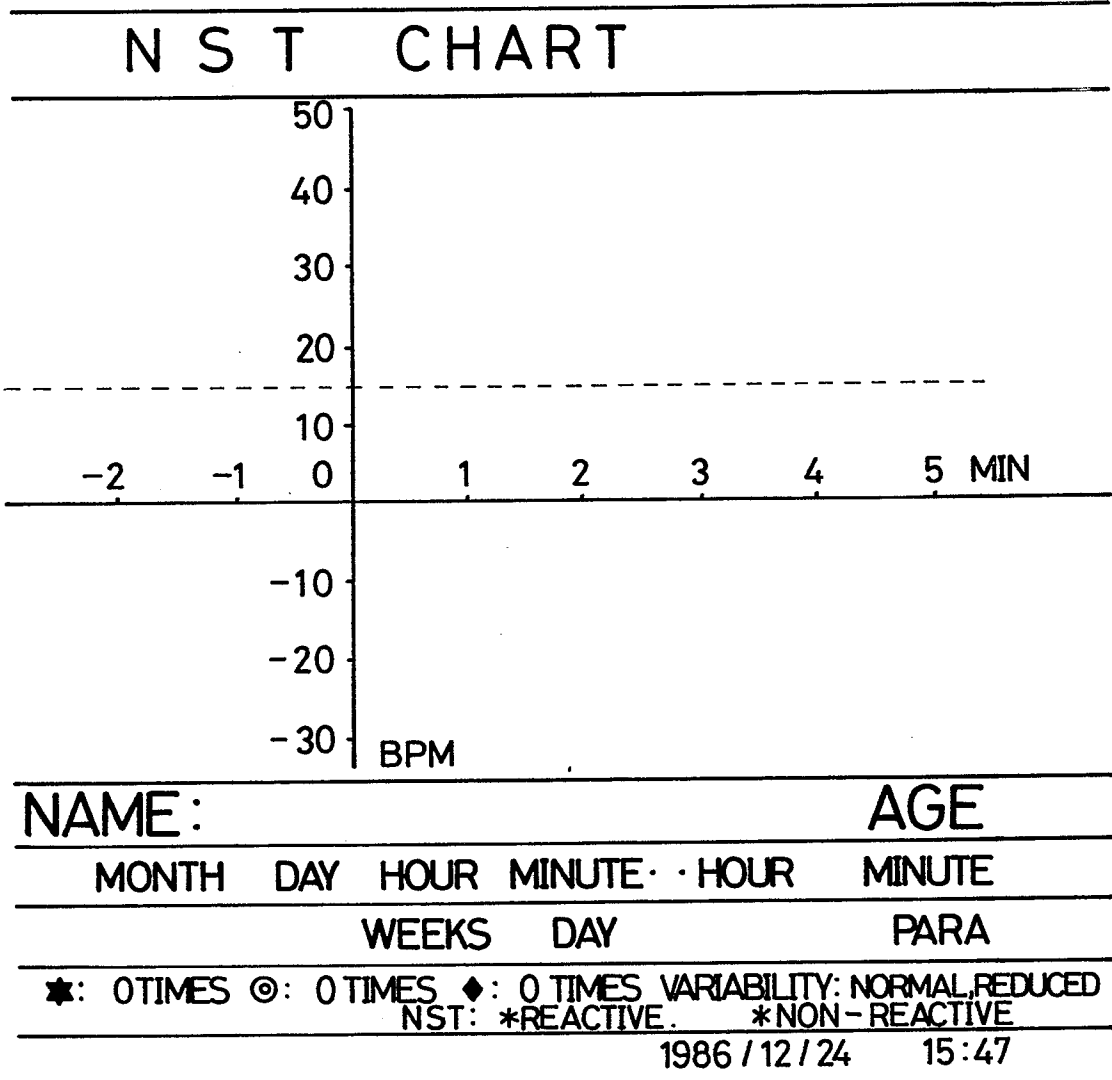 NST CHART
50
40
30
20
10
-2 -1 0 1 2 3 4 5 MIN
-10
-20
-30 BPM
NAME: AGE
MONTH DAY HOUR MINUTE·· HOUR MINUTE
WEEKS DAY PARA
★: 0TIMES ◎: 0 TIMES ◆: 0 TIMES VARIABILITY: NORMAL,REDUCED
NST: *REACTIVE. *NON-REACTIVE
1986/12/24 15:47